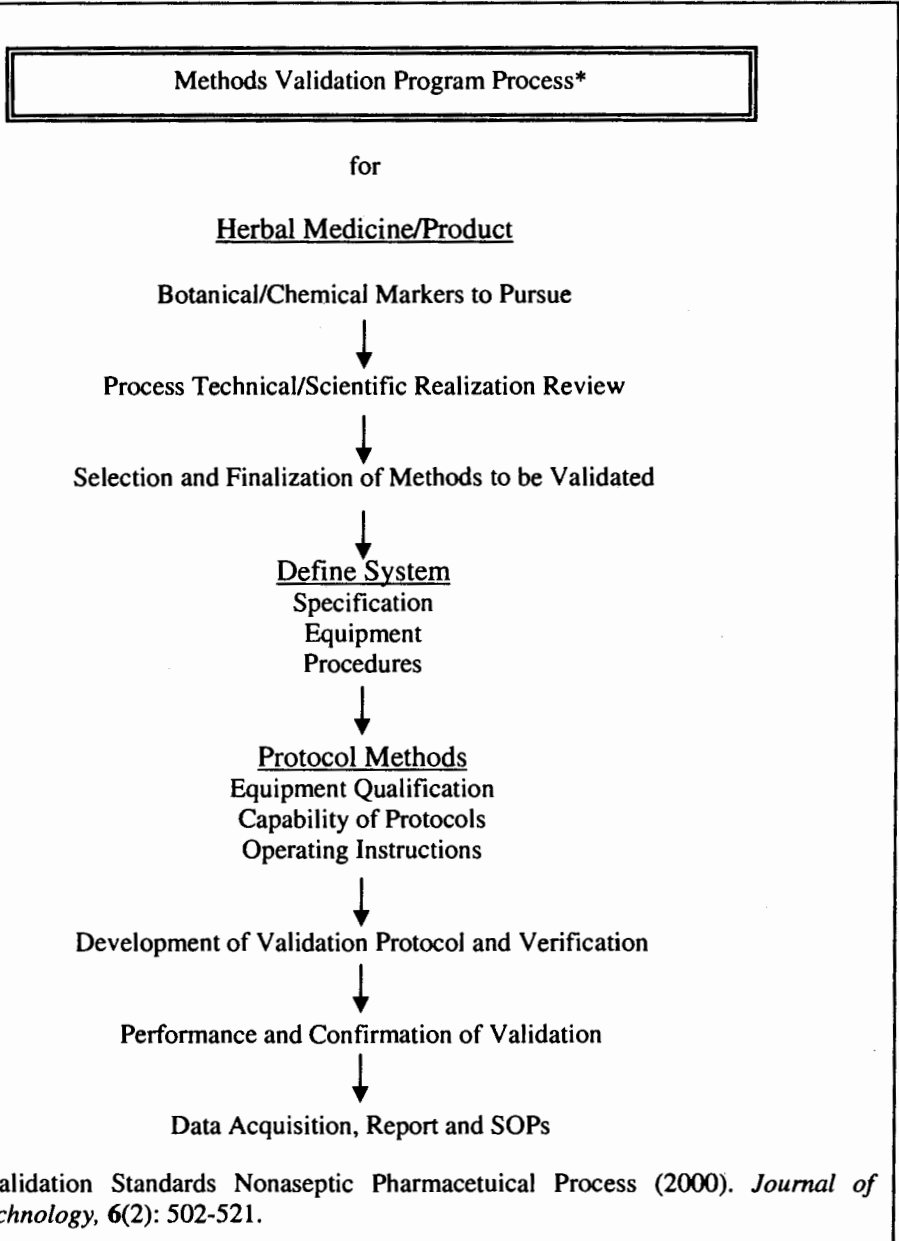 Methods Validation Program Process*
for
Herbal Medicine/Product
Botanical/Chemical Markers to Pursue
Process Technical/Scientific Realization Review
Selection and Finalization of Methods to be Validated
Define System
Specification
Equipment
Procedures
Protocol Methods
Equipment Qualification
Capability of Protocols
Operating Instructions
Development of Validation Protocol and Verification
Performance and Confirmation of Validation
Data Acquisition, Report and SOPs
alidation Standards Nonaseptic Pharmacetuical Process (2000). Journal of
chnology, 6(2): 502-521.